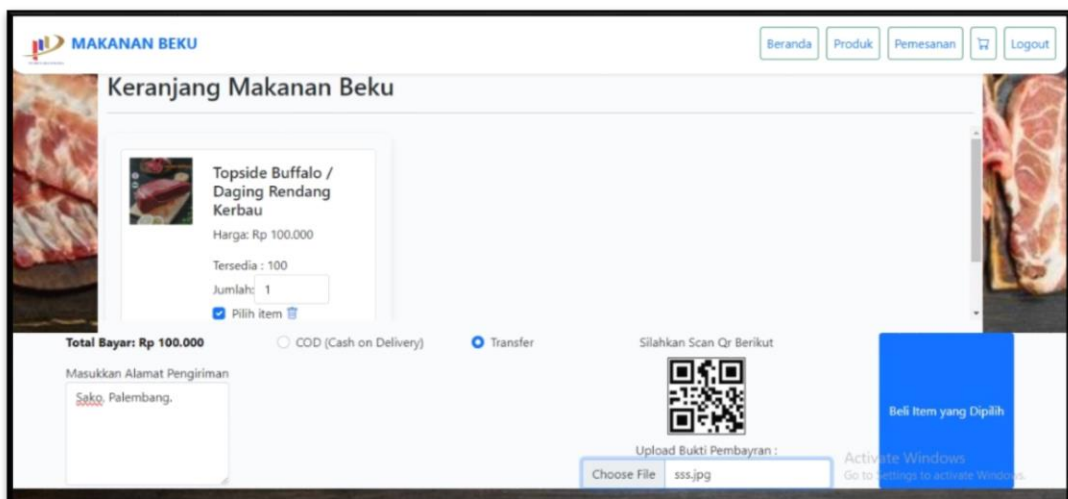 MAKANAN BEKU
Beranda
Produk
Pemesanan
Logout
Keranjang Makanan Beku
Topside Buffalo /
Daging Rendang
Kerbau
Harga: Rp 100.000
Tersedia : 100
Jumlah: 1
Pilih item
Total Bayar: Rp 100.000
COD (Cash on Delivery)
Transfer
Silahkan Scan Qr Berikut
Masukkan Alamat Pengiriman
Sako. Palembang.
Beli Item yang Dipilih
Upload Bukti Pembayran :
Choose File sss.jpg
Activate Windows
Go to Settings to activate Windows.